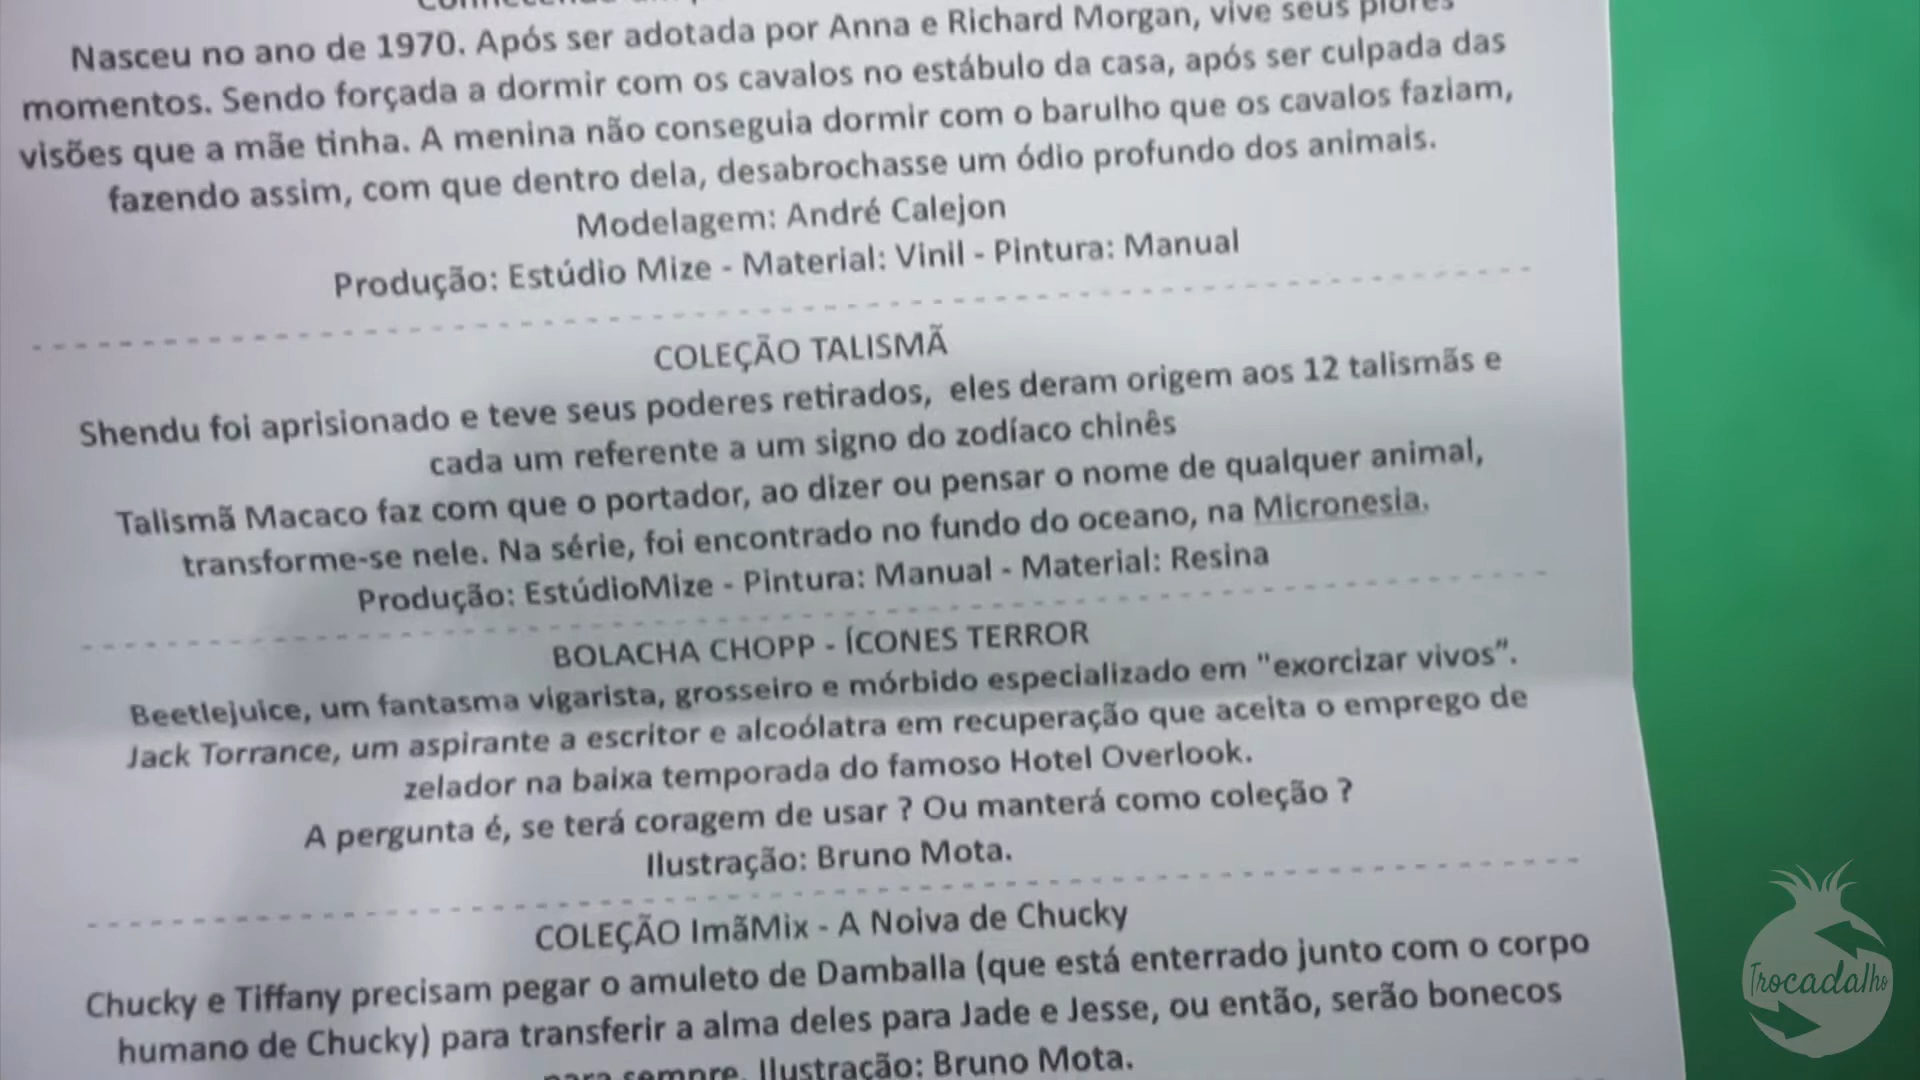 Nasceu no ano de 1970. Após ser adotada por Anna e Richard Morgan, vive seus piores
momentos. Sendo forçada a dormir com os cavalos no estábulo da casa, após ser culpada das
visões que a mãe tinha. A menina não conseguia dormir com o barulho que os cavalos faziam,
fazendo assim, com que dentro dela, desabrochasse um ódio profundo dos animais.
Modelagem: André Calejon
Produção: Estúdio Mize - Material: Vinil - Pintura: Manual
COLEÇÃO TALISMÃ
Shendu foi aprisionado e teve seus poderes retirados, eles deram origem aos 12 talismãs e
cada um referente a um signo do zodíaco chinês
Talismã Macaco faz com que o portador, ao dizer ou pensar o nome de qualquer animal,
transforme-se nele. Na série, foi encontrado no fundo do oceano, na Micronesia.
Produção: EstúdioMize - Pintura: Manual - Material: Resina
BOLACHA CHOPP - ÍCONES TERROR
Beetlejuice, um fantasma vigarista, grosseiro e mórbido especializado em "exorcizar vivos”.
Jack Torrance, um aspirante a escritor e alcoólatra em recuperação que aceita o emprego de
zelador na baixa temporada do famoso Hotel Overlook.
A pergunta é, se terá coragem de usar ? Ou manterá como coleção ?
Ilustração: Bruno Mota.
COLEÇÃO ImãMix - A Noiva de Chucky
Chucky e Tiffany precisam pegar o amuleto de Damballa (que está enterrado junto com o corpo
humano de Chucky) para transferir a alma deles para Jade e Jesse, ou então, serão bonecos
para sempre. Ilustração: Bruno Mota.
Trocadalho